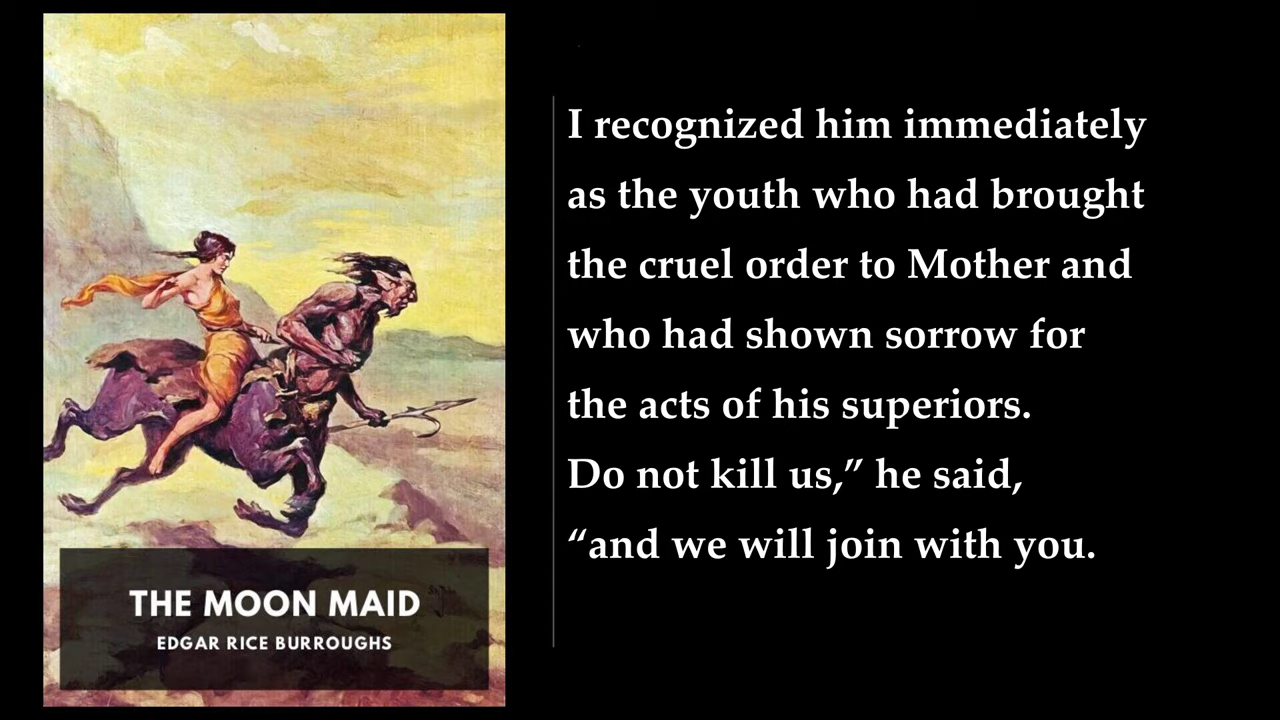 I recognized him immediately
as the youth who had brought
the cruel order to Mother and
who had shown sorrow for
the acts of his superiors.
Do not kill us,” he said,
“and we will join with you.
THE MOON MAID
EDGAR RICE BURROUGHS